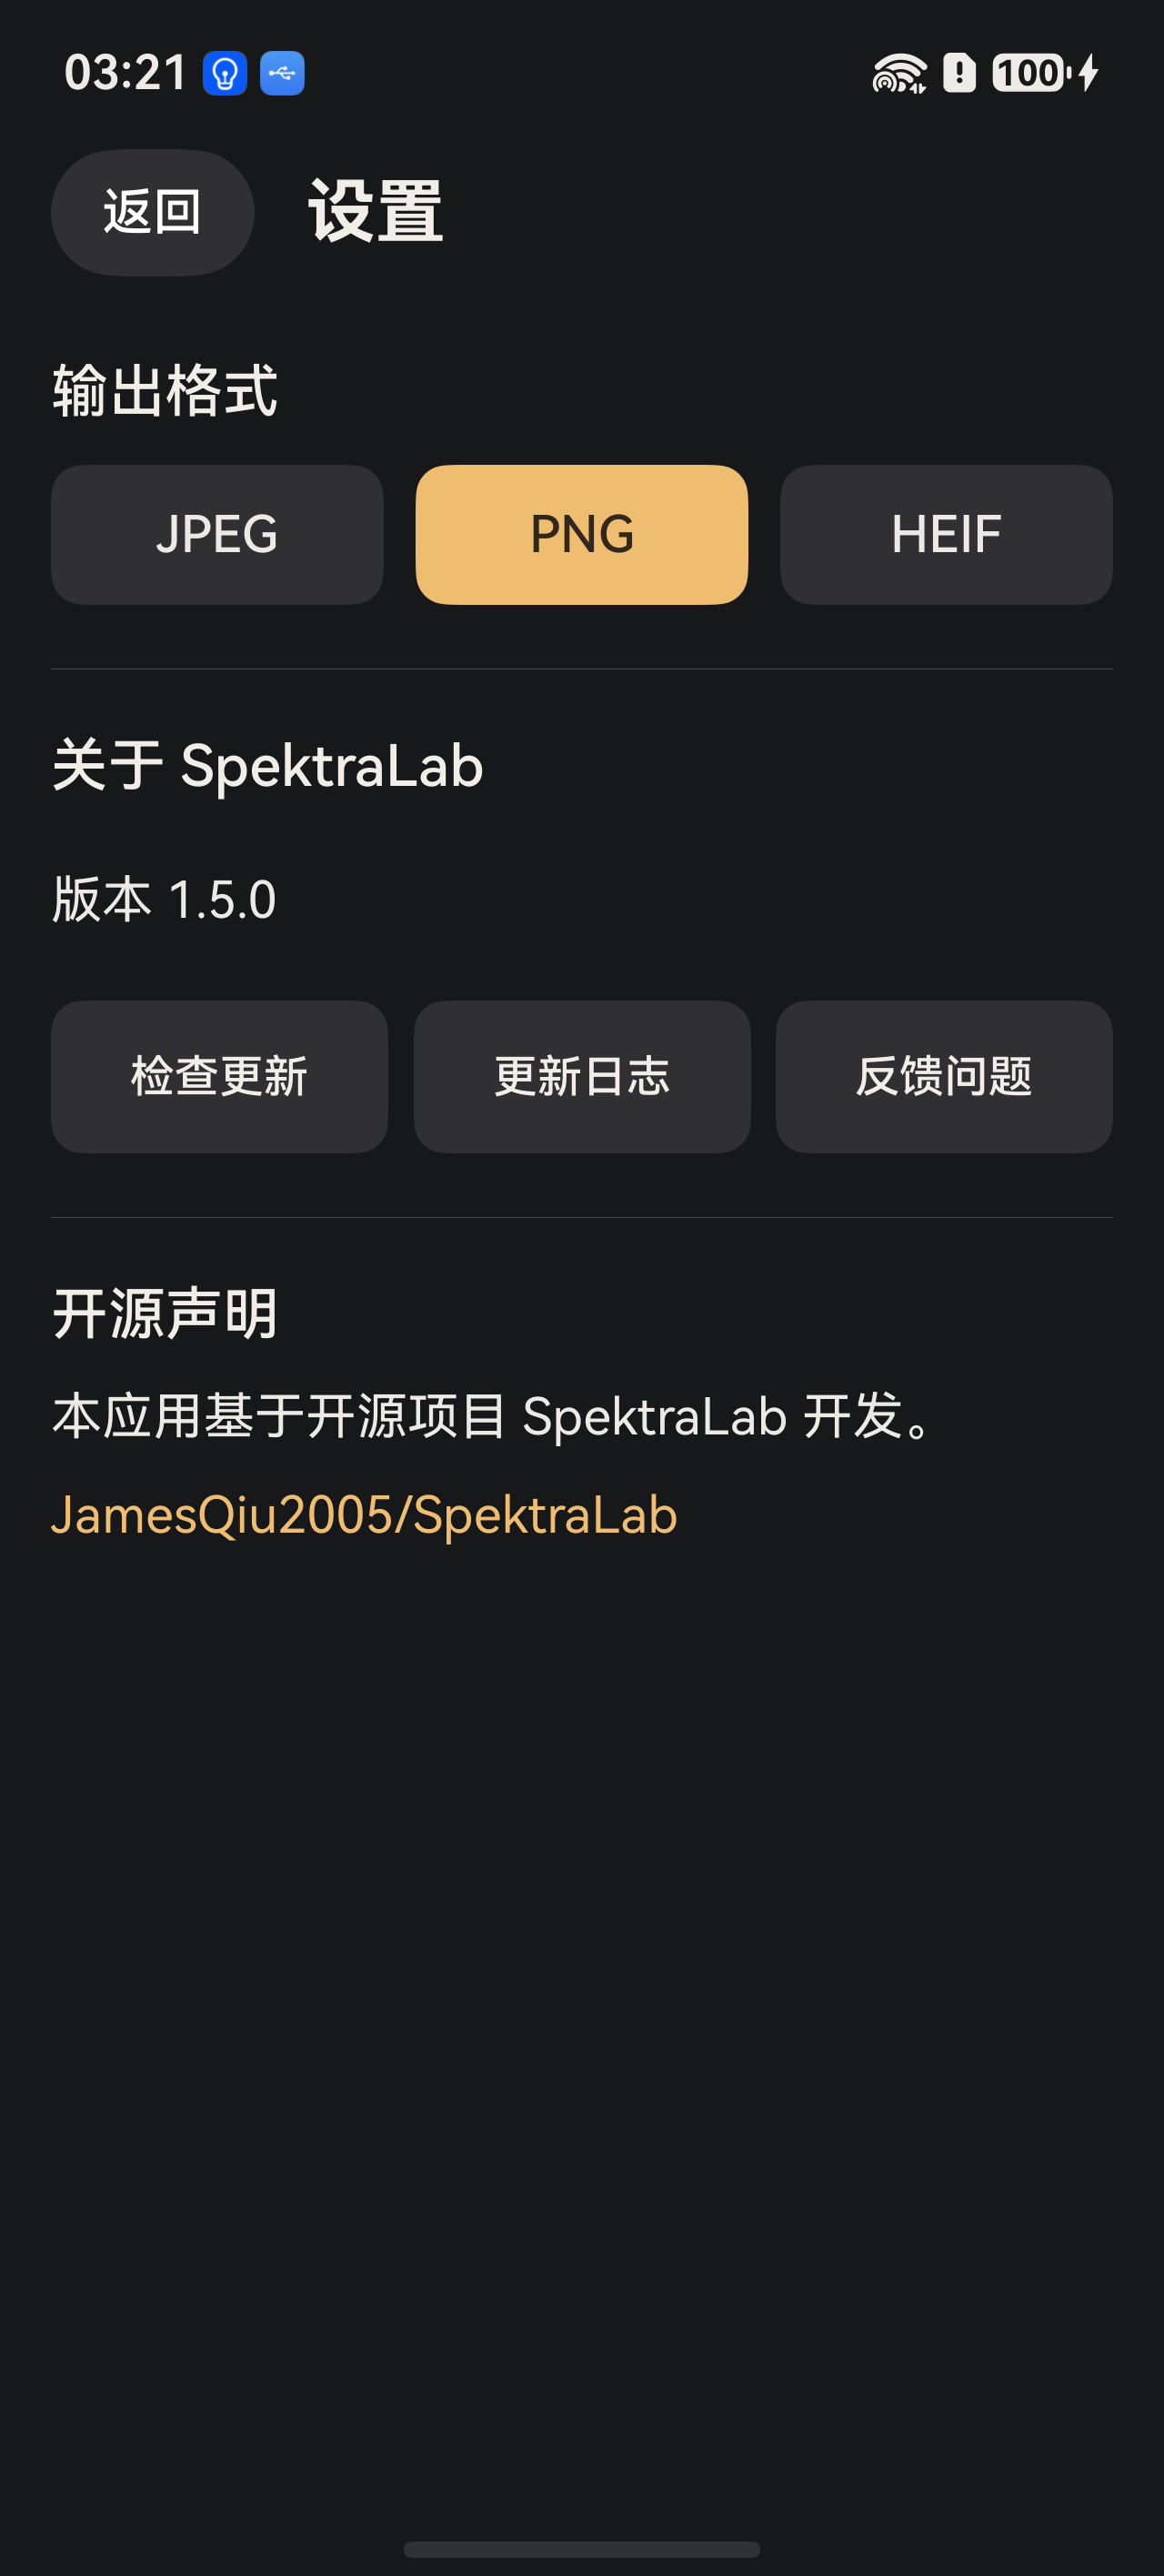 03:21
100
返回
设置
输出格式
JPEG
PNG
HEIF
关于 SpektraLab
版本 1.5.0
检查更新
更新日志
反馈问题
开源声明
本应用基于开源项目 SpektraLab 开发。
JamesQiu2005/SpektraLab